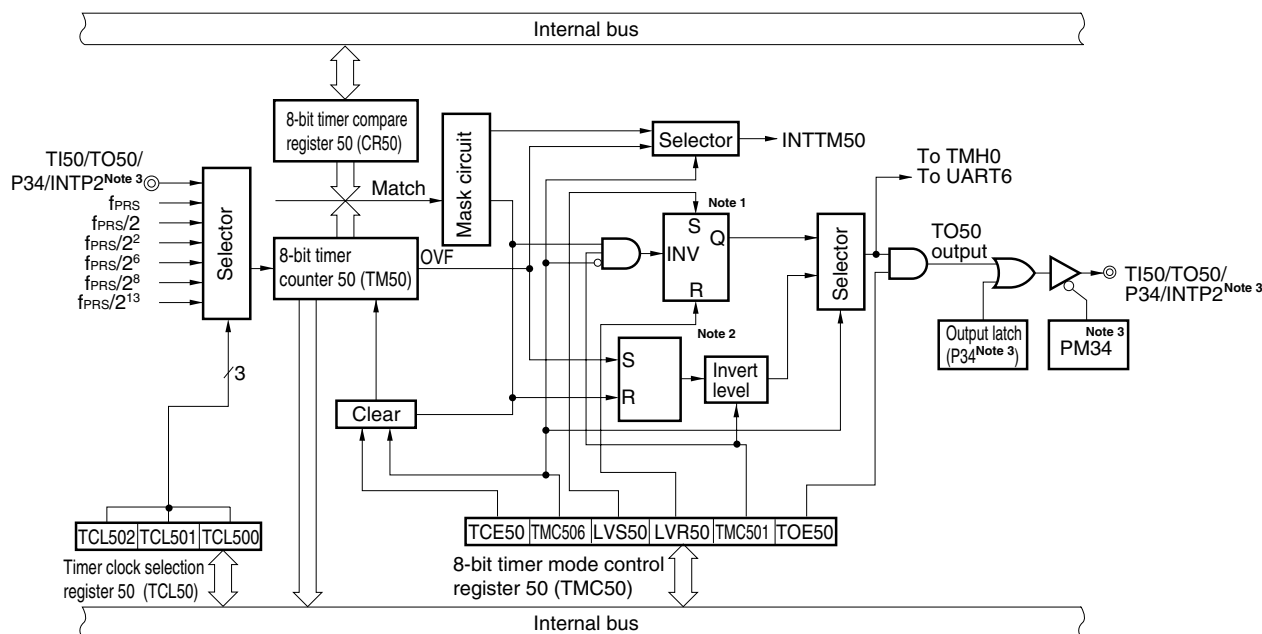 Internal bus
8-bit timer compare
register 50 (CR50)
TI50/TO50/
P34/INTP2Note 3
fPRS
fPRS/2
fPRS/2²
fPRS/2⁶
fPRS/2⁸
fPRS/2¹³
Selector
Match
Mask circuit
8-bit timer
counter 50 (TM50)
OVF
Selector
INTTM50
To TMH0
To UART6
Note 1
S
Q
INV
R
Note 2
S
R
Invert
level
Selector
TO50
output
TI50/TO50/
P34/INTP2Note 3
Output latch
(P34Note 3)
Note 3
PM34
3
Clear
TCL502 TCL501 TCL500
Timer clock selection
register 50 (TCL50)
TCE50 TMC506 LVS50 LVR50 TMC501 TOE50
8-bit timer mode control
register 50 (TMC50)
Internal bus